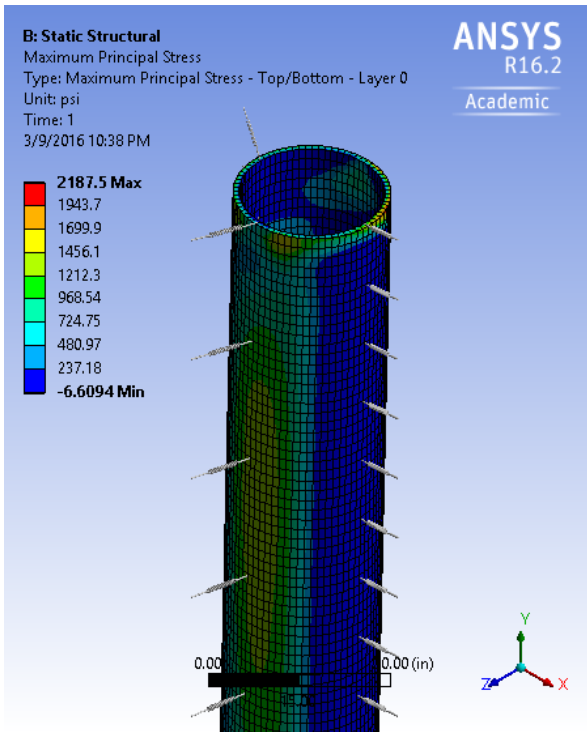 B: Static Structural
Maximum Principal Stress
Type: Maximum Principal Stress - Top/Bottom - Layer 0
Unit: psi
Time: 1
3/9/2016 10:38 PM
ANSYS
R16.2
Academic
2187.5 Max
1943.7
1699.9
1456.1
1212.3
968.54
724.75
480.97
237.18
-6.6094 Min
0.00
0.00 (in)
Y
Z
X